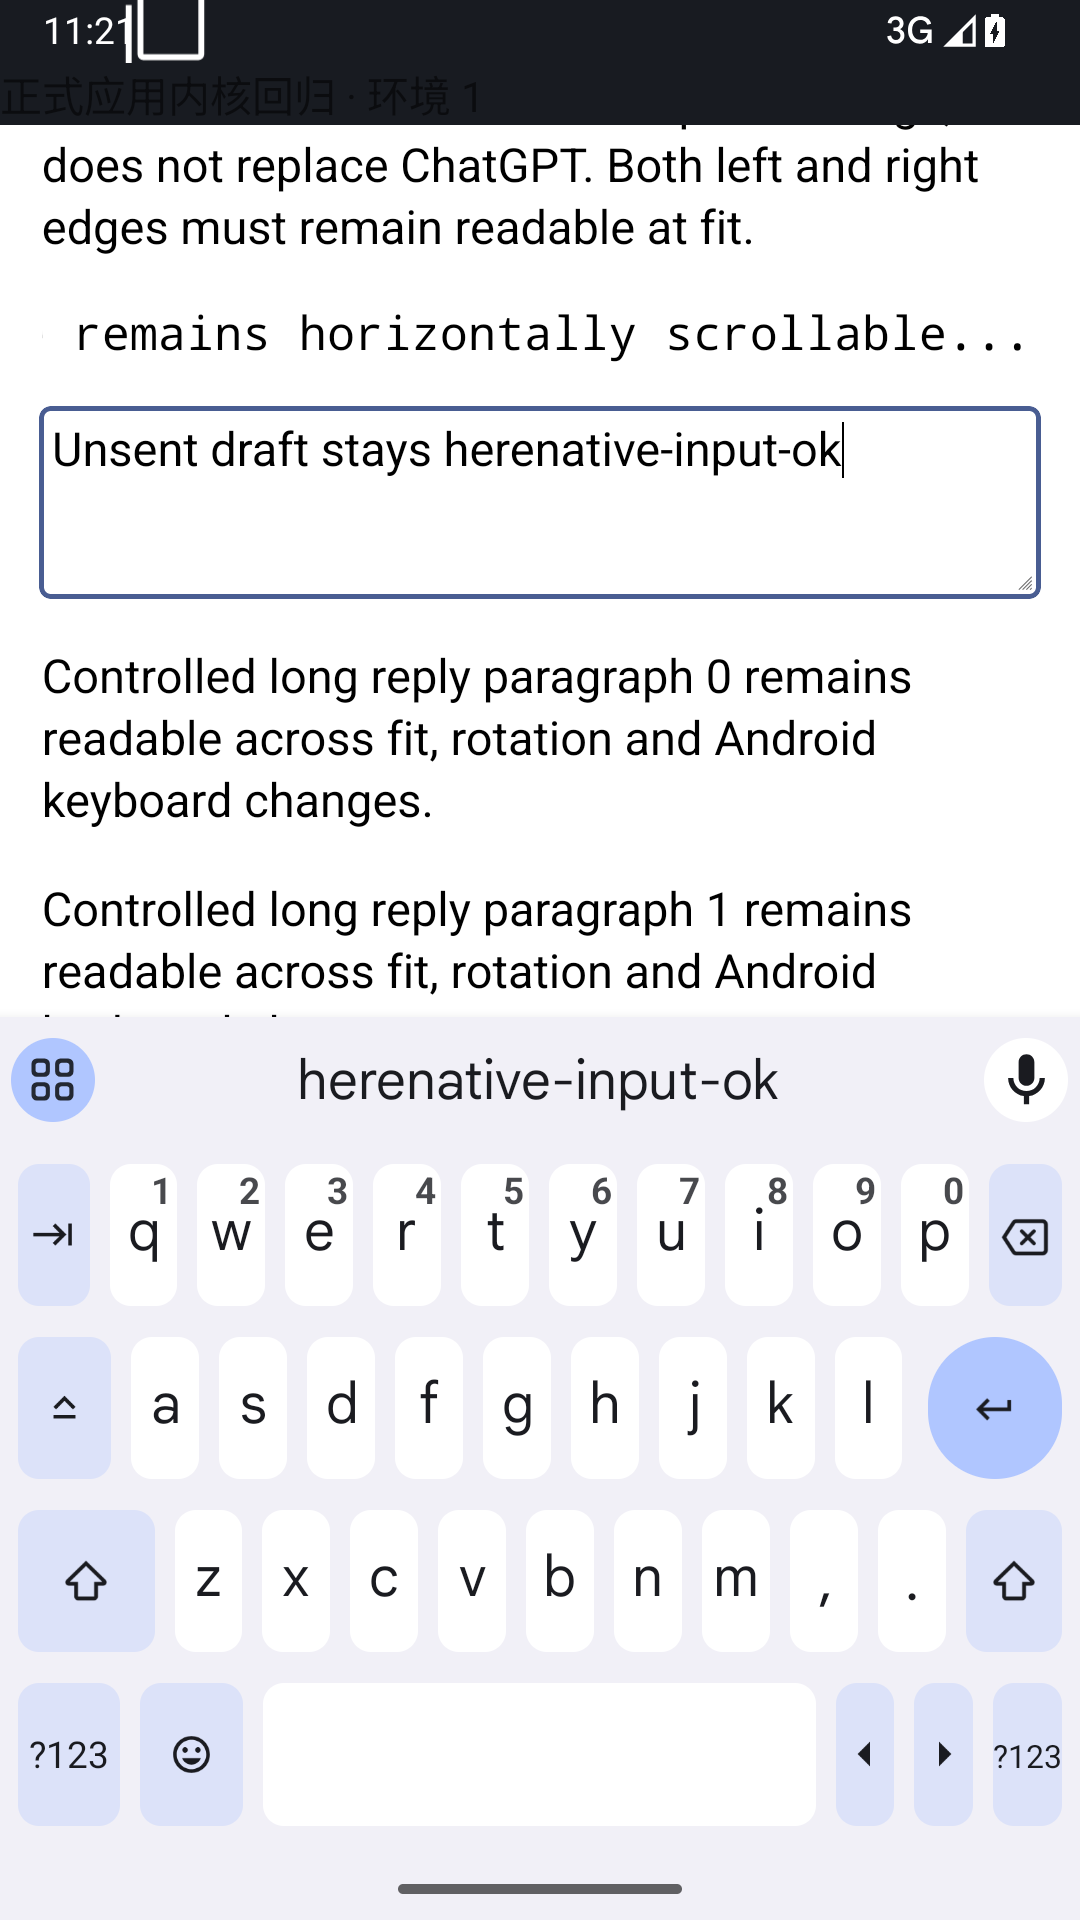 11:21
3G
正式应用内核回归 · 环境 1
does not replace ChatGPT. Both left and right
edges must remain readable at fit.
remains horizontally scrollable...
Unsent draft stays herenative-input-ok
Controlled long reply paragraph 0 remains
readable across fit, rotation and Android
keyboard changes.
Controlled long reply paragraph 1 remains
readable across fit, rotation and Android
herenative-input-ok
1 2 3 4 5 6 7 8 9 0
q w e r t y u i o p
a s d f g h j k l
z x c v b n m , .
?123 ?123